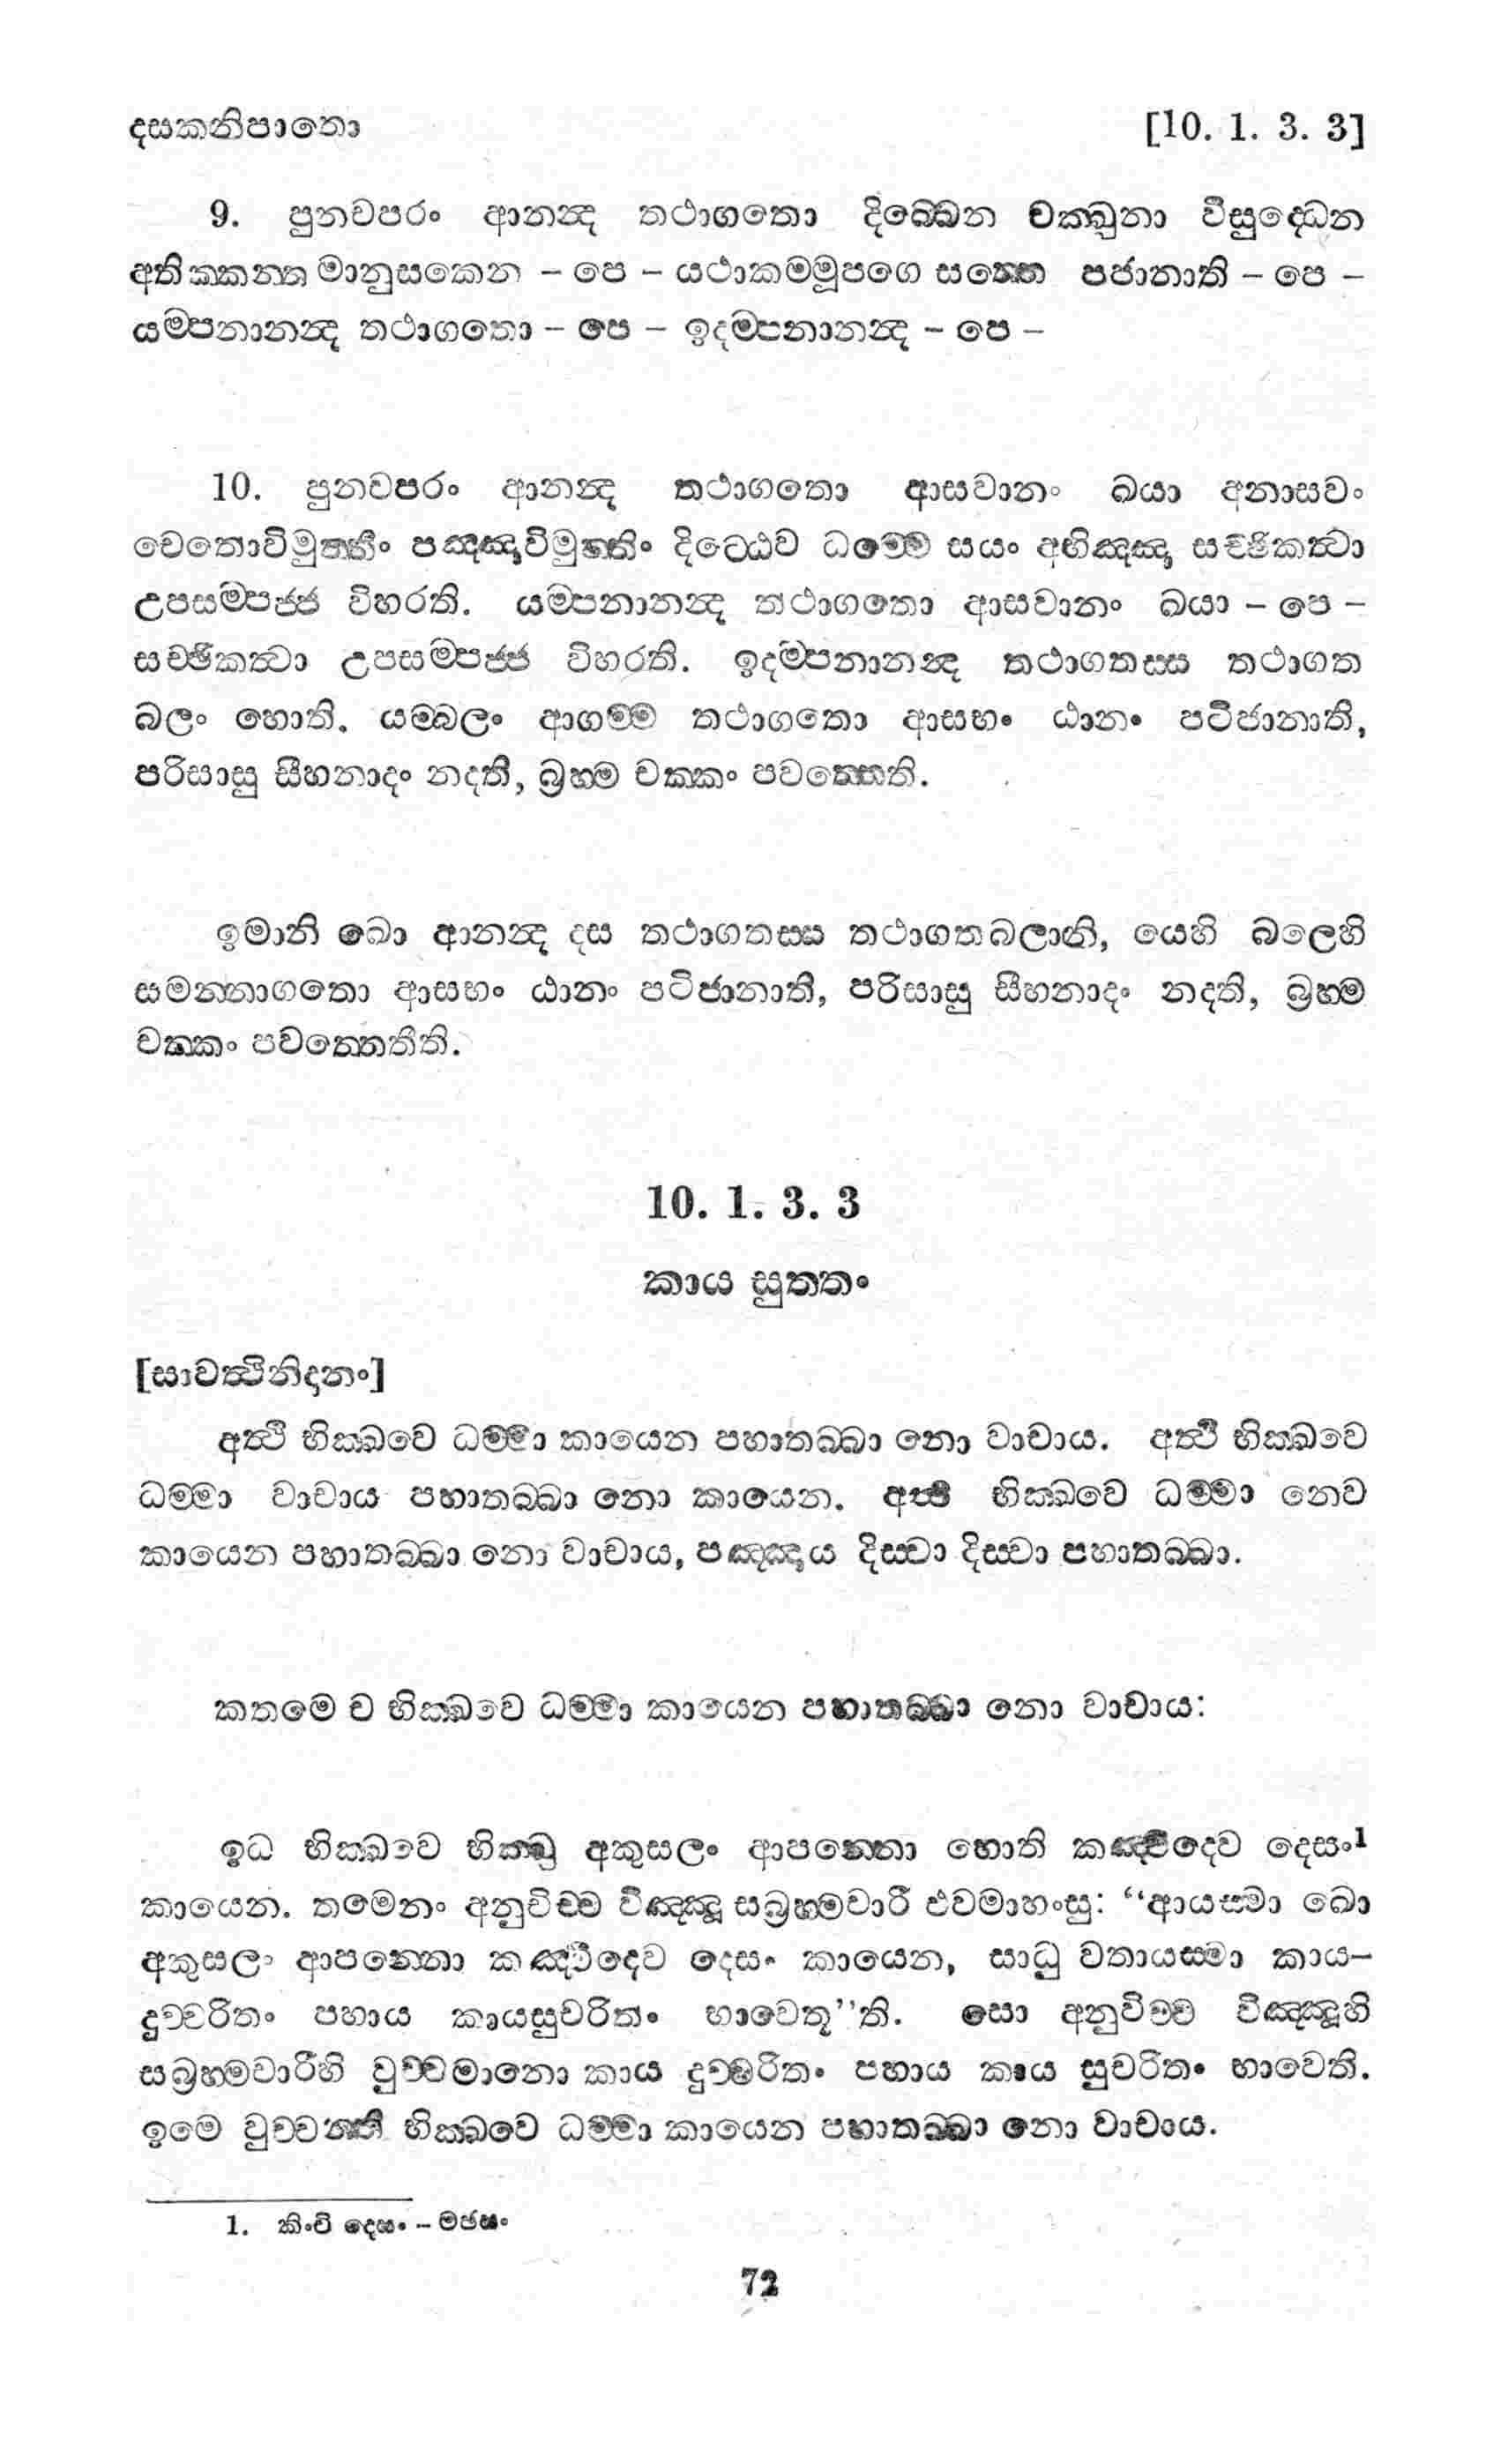 දසකනිපාතො [10. 1. 3. 3]
9. පුනචපරං ආනන්‍ද තථාගතො දිබ්බෙන චක්ඛුනා විසුද්ධෙන
අතික්කන්ත මානුසකෙන – පෙ – යථාකම්මූපගෙ සත්තෙ පජානාති – පෙ –
යම්පනානන්‍ද තථාගතො – පෙ – ඉදම්පනානන්‍ද – පෙ –
10. පුනචපරං ආනන්‍ද තථාගතො ආසවානං ඛයා අනාසවං
චෙතොවිමුත්තිං පඤ්ඤාවිමුත්තිං දිට්ඨෙව ධම්මෙ සයං අභිඤ්ඤා සච්ඡිකත්‍වා
උපසම්පජ්ජ විහරති. යම්පනානන්‍ද තථාගතො ආසවානං ඛයා – පෙ –
සච්ඡිකත්‍වා උපසම්පජ්ජ විහරති. ඉදම්පනානන්‍ද තථාගතස්ස තථාගත
බලං හොති. යම්බලං ආගම්ම තථාගතො ආසභං ඨානං පටිජානාති,
පරිසාසු සීහනාදං නදති, බ්‍රහ්ම චක්කං පවත්තෙති.
ඉමානි ඛො ආනන්‍ද දස තථාගතස්ස තථාගතබලානි, යෙහි බලෙහි
සමන්නාගතො ආසභං ඨානං පටිජානාති, පරිසාසු සීහනාදං නදති, බ්‍රහ්ම
චක්කං පවත්තෙතීති.
10. 1. 3. 3
කාය සුත්තං
[සාවත්‍ථිනිදානං]
අත්‍ථි භික්ඛවෙ ධම්මා කායෙන පහාතබ්බා නො වාචාය. අත්‍ථි භික්ඛවෙ
ධම්මා වාචාය පහාතබ්බා නො කායෙන. අත්‍ථි භික්ඛවෙ ධම්මා නෙව
කායෙන පහාතබ්බා නො වාචාය, පඤ්ඤාය දිස්වා දිස්වා පහාතබ්බා.
කතමෙ ච භික්ඛවෙ ධම්මා කායෙන පහාතබ්බා නො වාචාය:
ඉධ භික්ඛවෙ භික්ඛු අකුසලං ආපන්නො හොති කඤ්චිදෙව දෙසං¹
කායෙන. තමෙනං අනුවිච්ච විඤ්ඤූ සබ්‍රහ්මචාරී එවමාහංසු: “ආයස්මා ඛො
අකුසලං ආපන්නො කඤ්චිදෙව දෙසං කායෙන, සාධු වතායස්මා කාය–
දුච්චරිතං පහාය කායසුචරිතං භාවෙතූ”ති. සො අනුවිච්ච විඤ්ඤූහි
සබ්‍රහ්මචාරීහි වුච්චමානො කාය දුච්චරිතං පහාය කාය සුචරිතං භාවෙති.
ඉමෙ වුච්චන්ති භික්ඛවෙ ධම්මා කායෙන පහාතබ්බා නො වාචාය.
1. කිංචි දෙසං – මඡසං
72